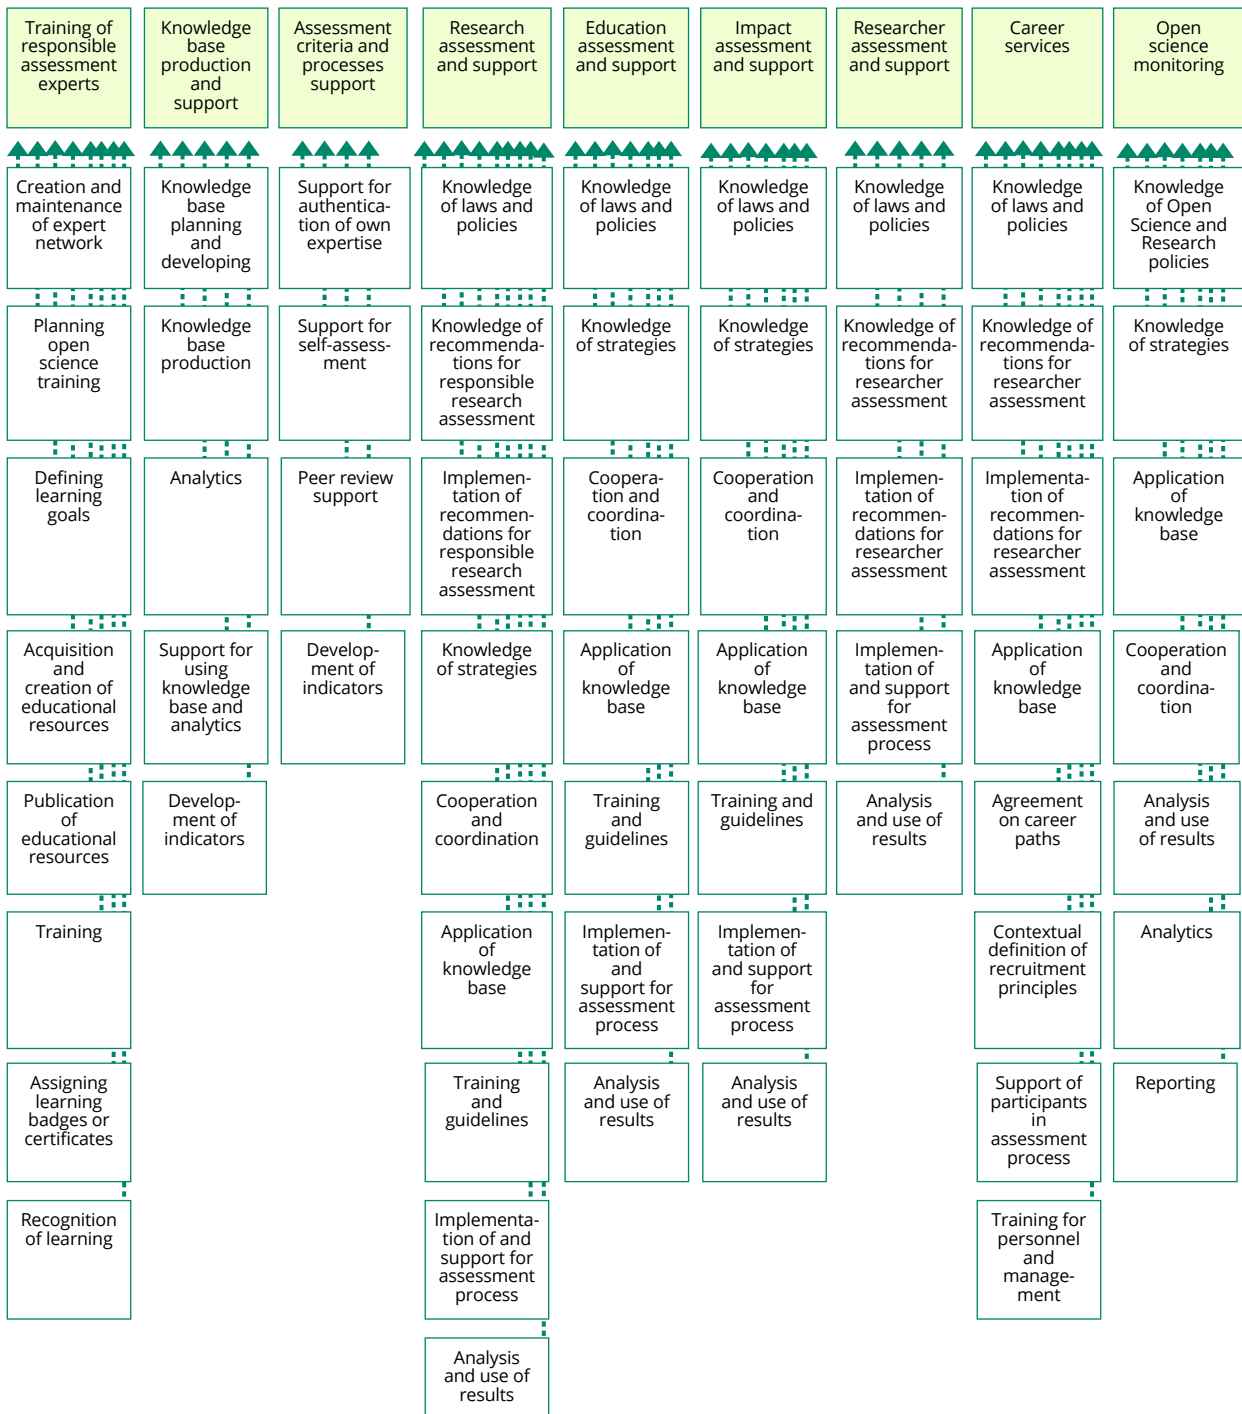 Training of
responsible
assessment
experts
Knowledge
base
production
and
support
Assessment
criteria and
processes
support
Research
assessment
and support
Education
assessment
and support
Impact
assessment
and support
Researcher
assessment
and support
Career
services
Open
science
monitoring
Creation and
maintenance
of expert
network
Knowledge
base
planning
and
developing
Support for
authentica-
tion of own
expertise
Knowledge
of laws and
policies
Knowledge
of laws and
policies
Knowledge
of laws and
policies
Knowledge
of laws and
policies
Knowledge
of laws and
policies
Knowledge
of Open
Science and
Research
policies
Planning
open
science
training
Knowledge
base
production
Support for
self-assess-
ment
Knowledge of
recommenda-
tions for
responsible
research
assessment
Knowledge
of strategies
Knowledge
of strategies
Knowledge of
recommenda-
tions for
researcher
assessment
Knowledge of
recommenda-
tions for
researcher
assessment
Knowledge
of strategies
Defining
learning
goals
Analytics
Peer review
support
Implemen-
tation of
recommen-
dations for
responsible
research
assessment
Coopera-
tion and
coordina-
tion
Cooperation
and
coordina-
tion
Implemen-
tation of
recommen-
dations for
researcher
assessment
Implementa-
tion of
recommen-
dations for
researcher
assessment
Application
of
knowledge
base
Acquisition
and
creation of
educational
resources
Support for
using
knowledge
base and
analytics
Develop-
ment of
indicators
Knowledge
of strategies
Application
of
knowledge
base
Application
of
knowledge
base
Implemen-
tation of
and support
for
assessment
process
Application
of
knowledge
base
Cooperation
and
coordina-
tion
Publication
of
educational
resources
Develop-
ment of
indicators
Cooperation
and
coordination
Training
and
guidelines
Training and
guidelines
Analysis
and use of
results
Agreement
on career
paths
Analysis
and use
of results
Training
Application
of
knowledge
base
Implemen-
tation of
and
support for
assessment
process
Implemen-
tation of
and support
for
assessment
process
Contextual
definition of
recruitment
principles
Analytics
Assigning
learning
badges or
certificates
Training
and
guidelines
Analysis
and use of
results
Analysis
and use of
results
Support of
participants
in
assessment
process
Reporting
Recognition
of learning
Implementa-
tion of and
support for
assessment
process
Training for
personnel
and
manage-
ment
Analysis
and use of
results